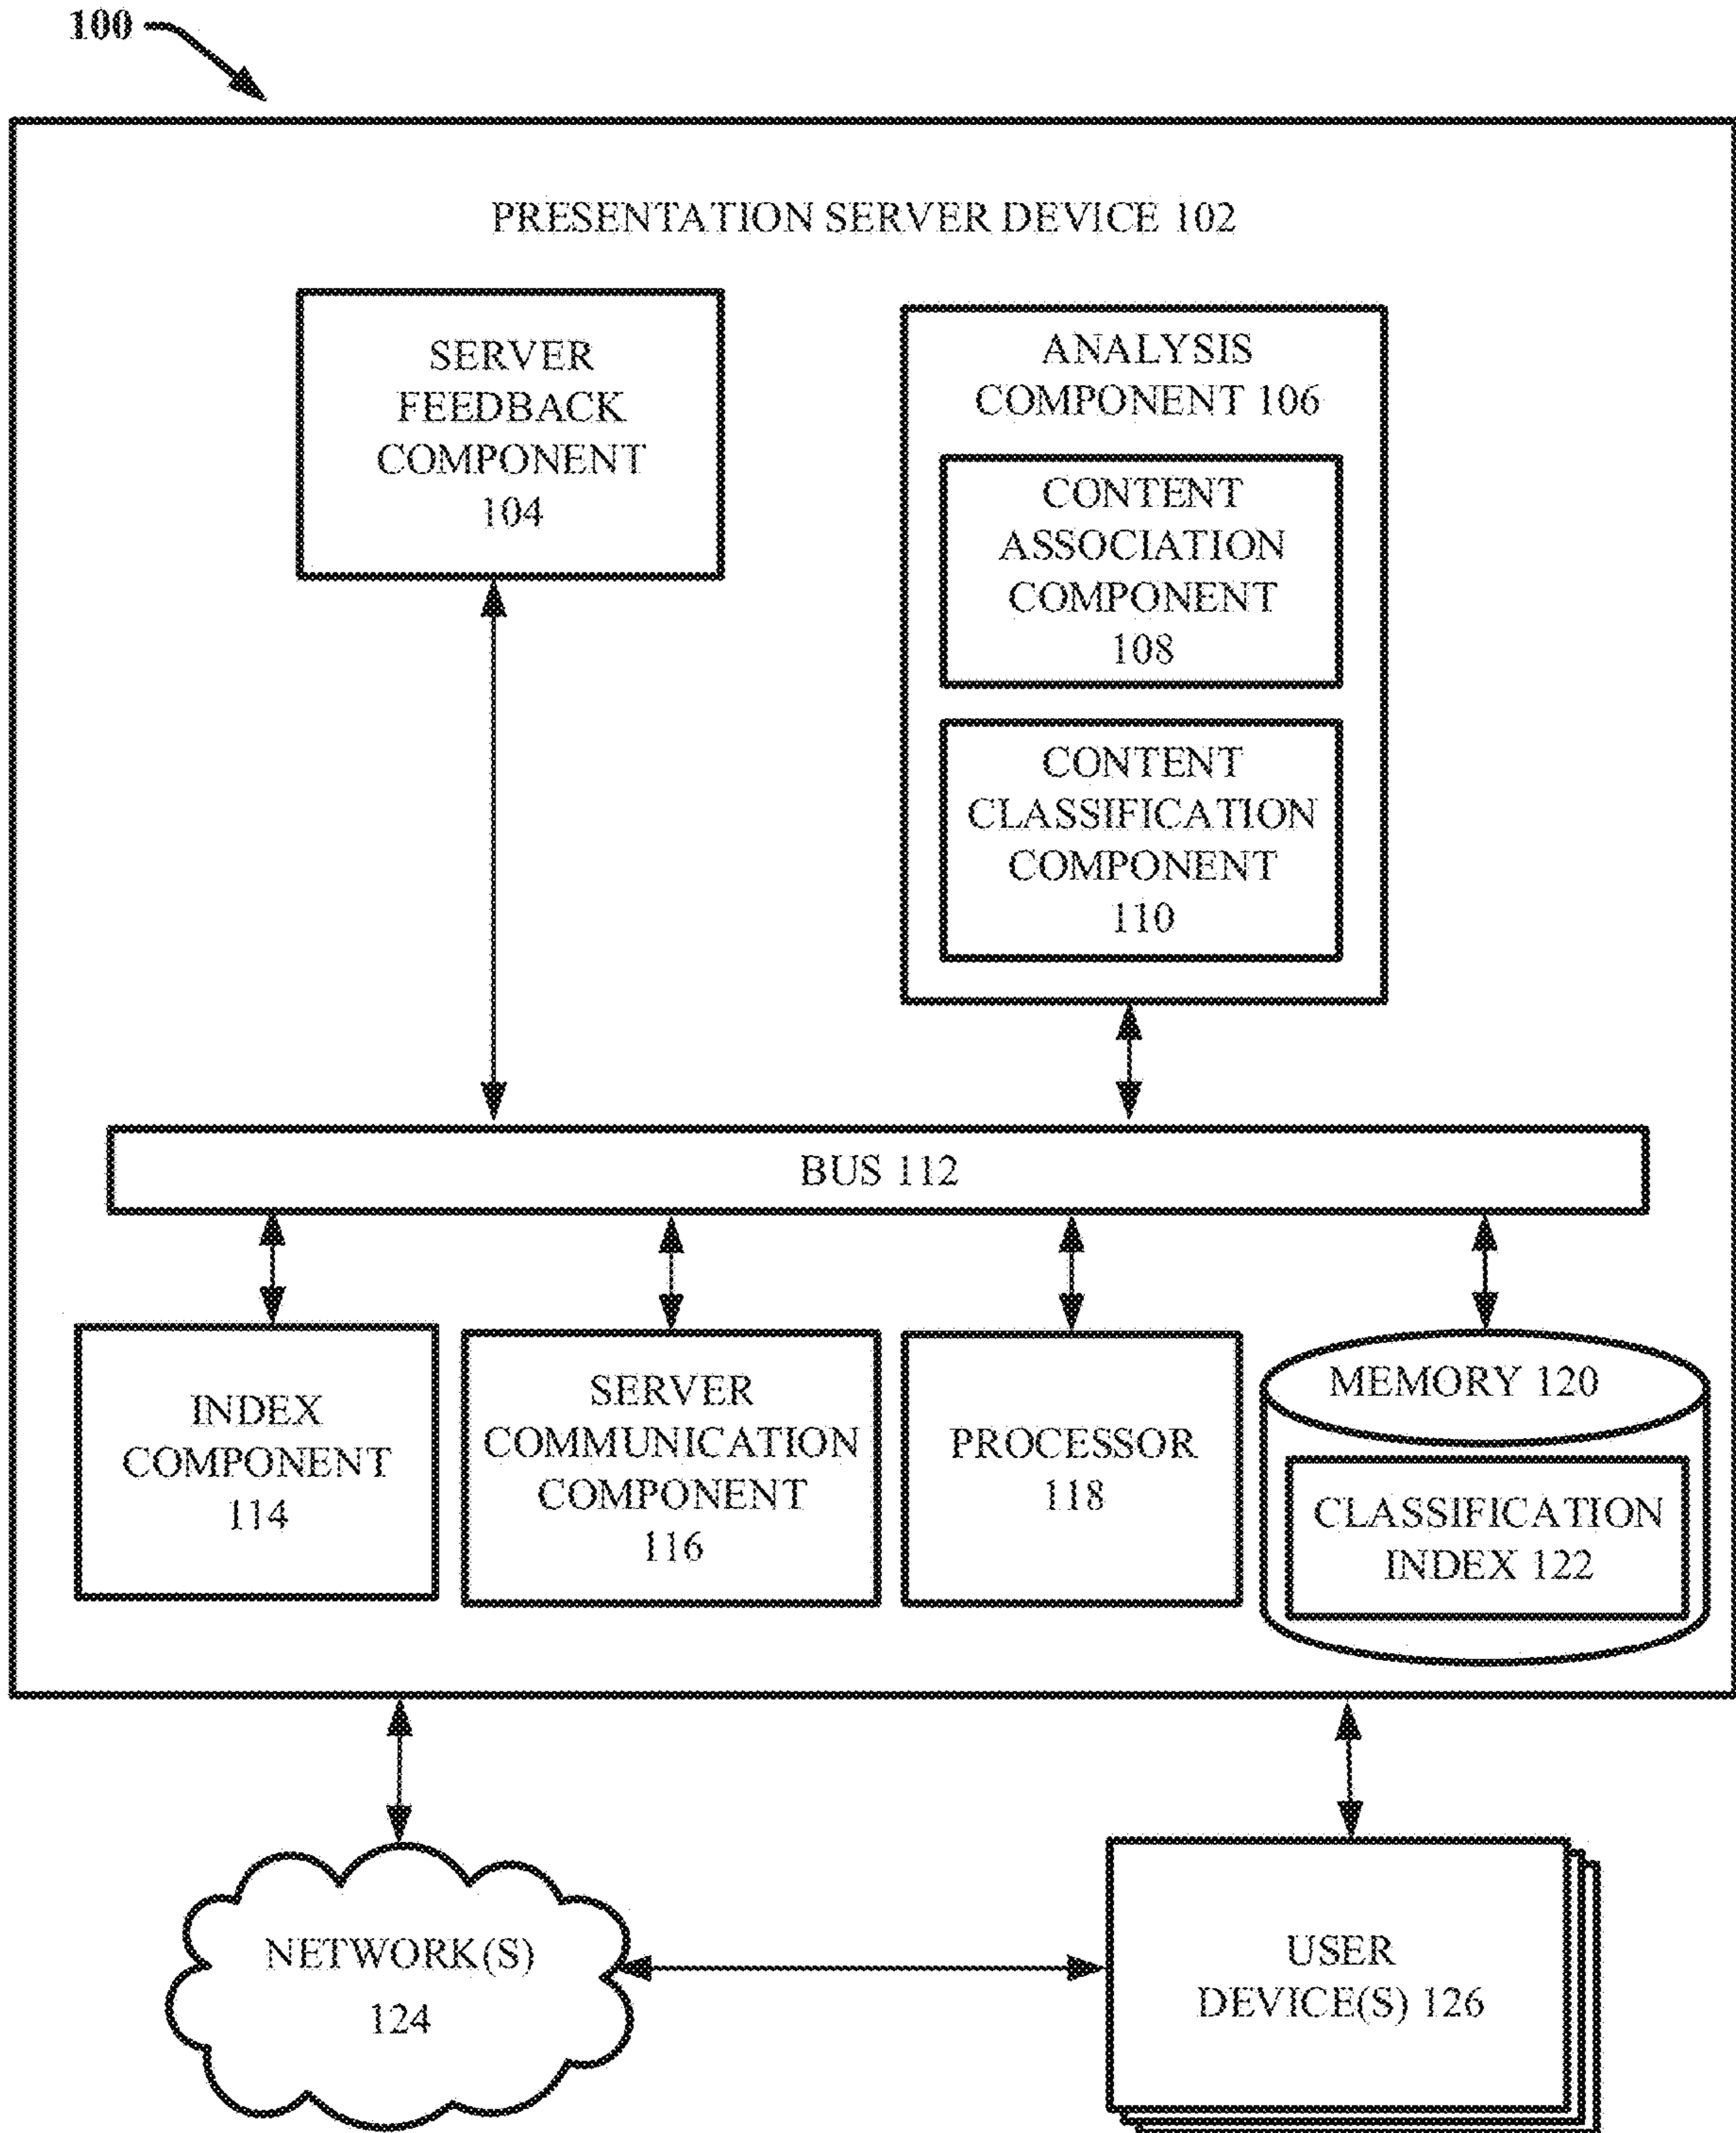 100
PRESENTATION SERVER DEVICE 102
SERVER
FEEDBACK
COMPONENT
104
ANALYSIS
COMPONENT 106
CONTENT
ASSOCIATION
COMPONENT
108
CONTENT
CLASSIFICATION
COMPONENT
110
BUS 112
INDEX
COMPONENT
114
SERVER
COMMUNICATION
COMPONENT
116
PROCESSOR
118
MEMORY 120
CLASSIFICATION
INDEX 122
NETWORK(S)
124
USER
DEVICE(S) 126